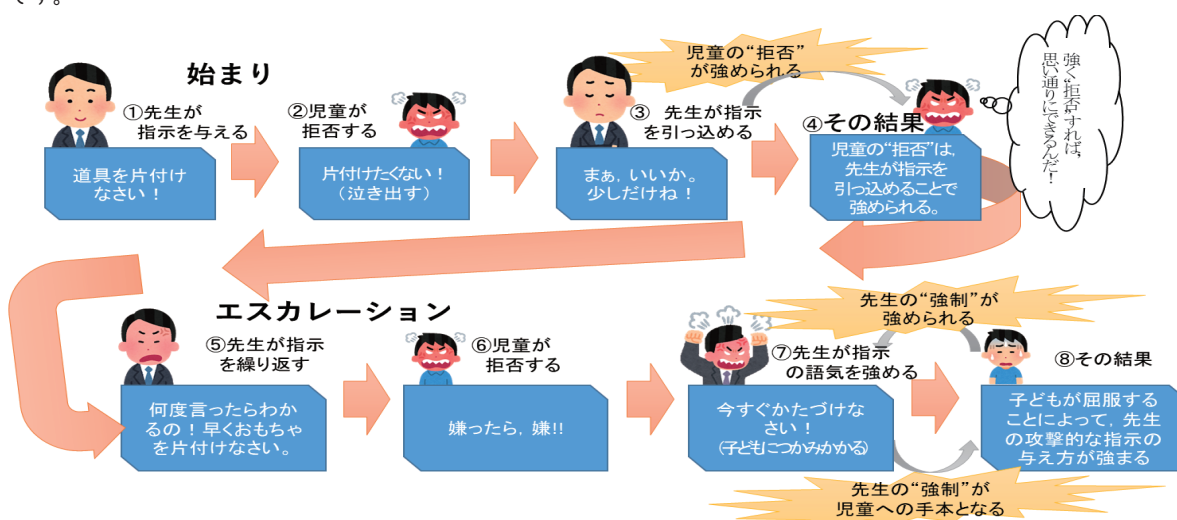 です。
始まり
①先生が
指示を与える
道具を片付け
なさい！
②児童が
拒否する
片付けたくない！
（泣き出す）
③ 先生が指示
を引っ込める
まぁ，いいか。
少しだけね！
児童の“拒否”
が強められる
④その結果
児童の“拒否”は，
先生が指示を
引っ込めることで
強められる。
強く“拒否”すれば，
思い通りにできるんだ！
エスカレーション
⑤先生が指示
を繰り返す
何度言ったらわか
るの！早くおもちゃ
を片付けなさい。
⑥児童が
拒否する
嫌ったら，嫌!!
⑦先生が指示
の語気を強める
今すぐかたづけな
さい！
(子どもにつかみかかる)
先生の“強制”が
強められる
⑧その結果
子どもが屈服する
ことによって，先生
の攻撃的な指示の
与え方が強まる
先生の“強制”が
児童への手本となる